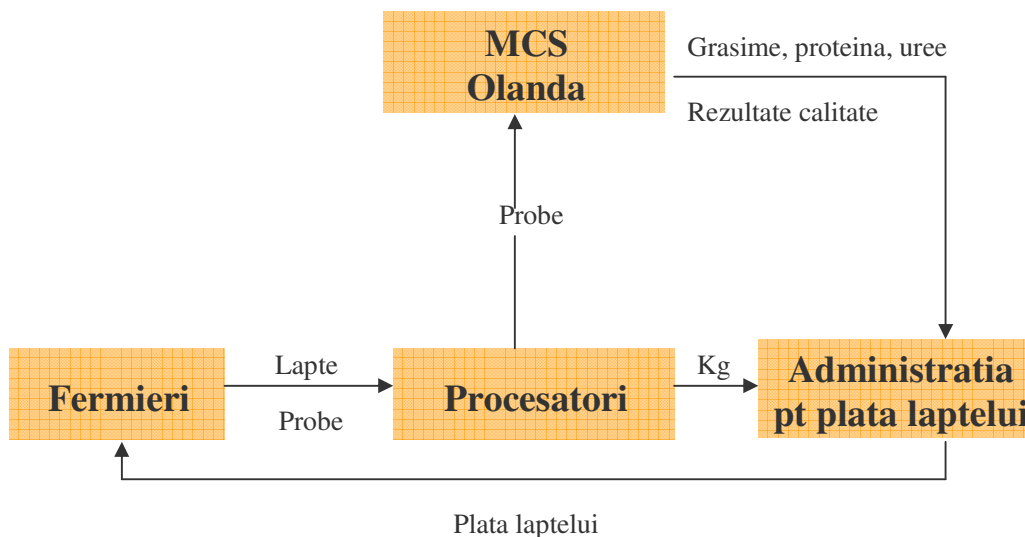 MCS
Olanda
Grasime, proteina, uree
Rezultate calitate
Probe
Fermieri
Lapte
Probe
Procesatori
Kg
Administratia
pt plata laptelui
Plata laptelui